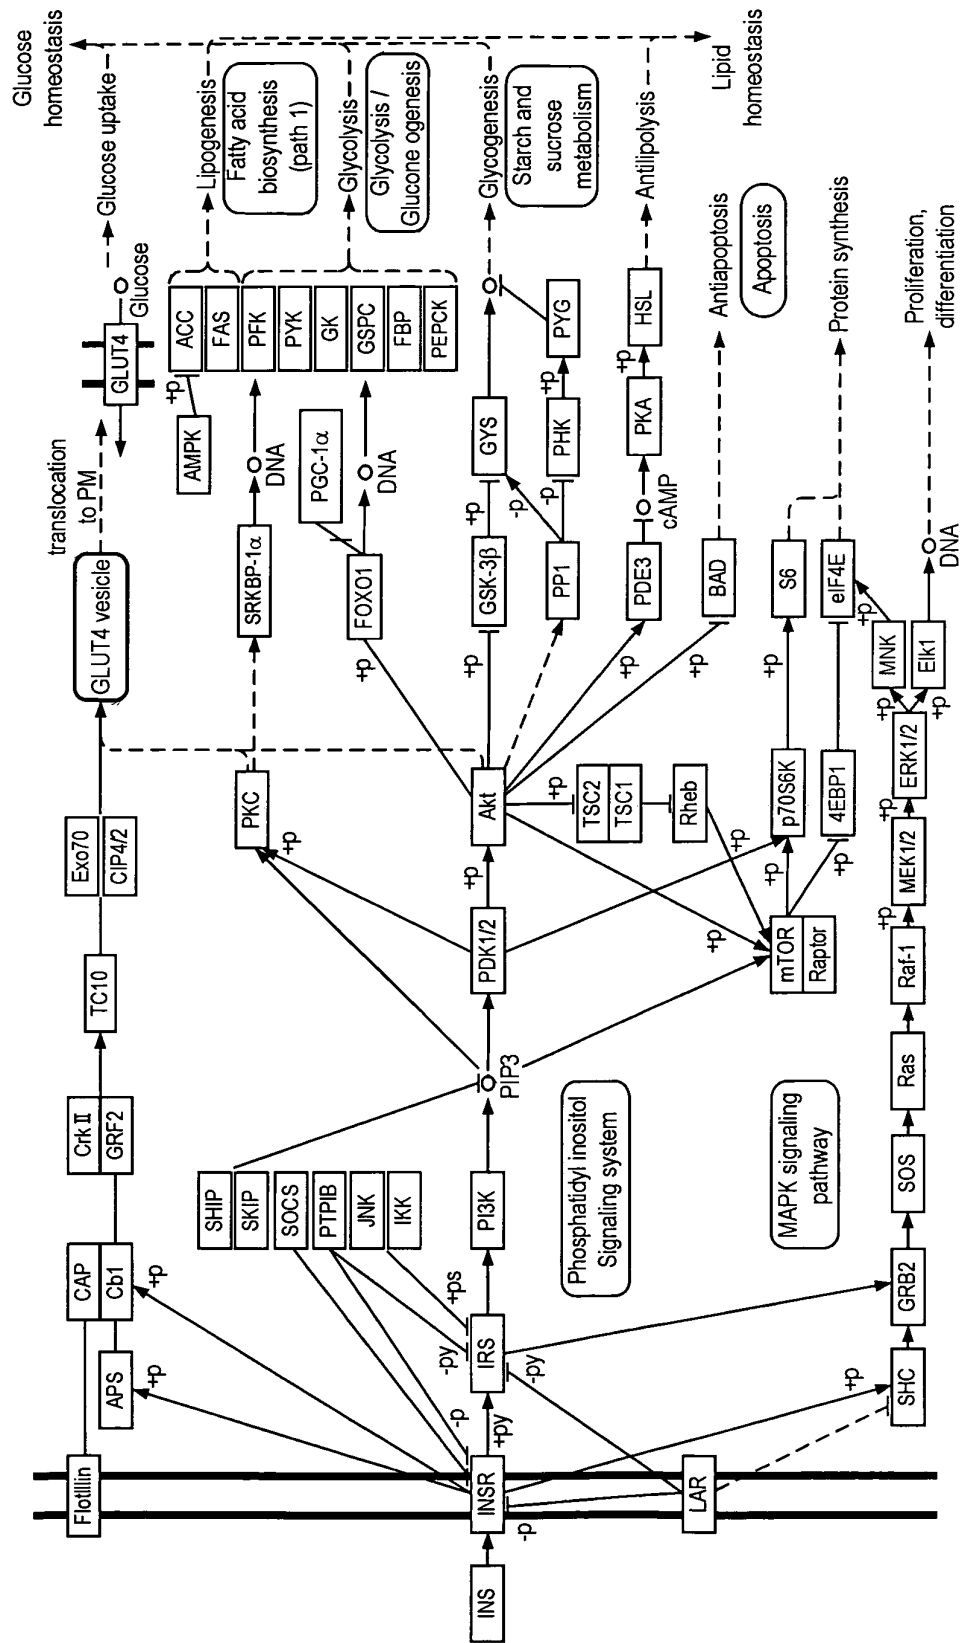 Flotillin
CAP
Cb1
APS
+p
+p
Crk II
GRF2
TC10
Exo70
CIP4/2
GLUT4 vesicle
translocation
to PM
GLUT4
Glucose
Glucose uptake
Glucose
homeostasis
SHIP
SKIP
SOCS
PTPIB
JNK
IKK
PKC
+p
SRKBP-1α
DNA
AMPK
+p
ACC
FAS
PFK
PYK
GK
GSPC
FBP
PEPCK
Lipogenesis
Fatty acid
biosynthesis
(path 1)
Glycolysis
Glycolysis /
Glucone ogenesis
PGC-1α
FOXO1
+p
DNA
INS
INSR
-p
+py
-p
IRS
-py
+ps
-py
PI3K
PIP3
PDK1/2
+p
Akt
+p
GSK-3β
+p
GYS
Glycogenesis
Starch and
sucrose
metabolism
PP1
-p
-p
PHK
+p
PYG
PDE3
+p
cAMP
PKA
+p
HSL
Antilipolysis
Lipid
homeostasis
BAD
+p
Antiapoptosis
Apoptosis
Phosphatidyl inositol
Signaling system
TSC2
TSC1
+p
Rheb
+p
mTOR
Raptor
+p
+p
p70S6K
4EBP1
+p
S6
eIF4E
Protein synthesis
MAPK signaling
pathway
LAR
SHC
+p
GRB2
SOS
Ras
Raf-1
+p
MEK1/2
+p
ERK1/2
+p
+p
MNK
Elk1
+p
DNA
Proliferation,
differentiation